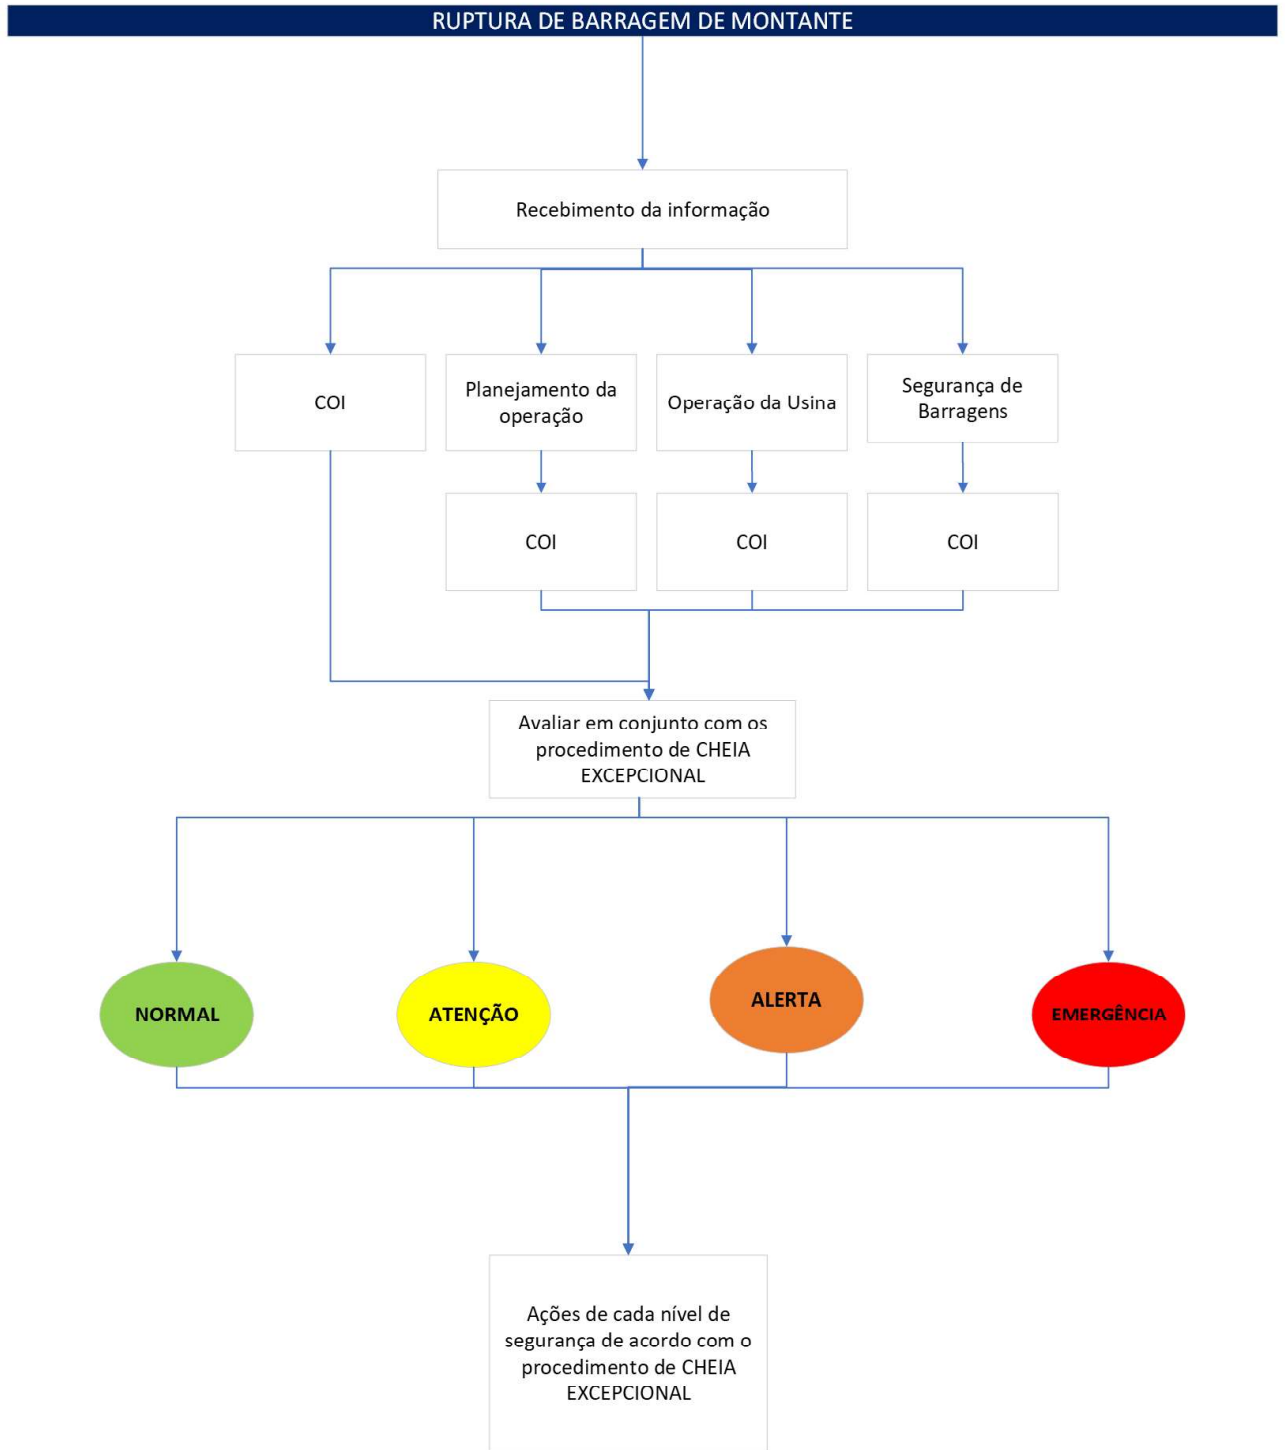 RUPTURA DE BARRAGEM DE MONTANTE
Recebimento da informação
COI
Planejamento da
operação
Operação da Usina
Segurança de
Barragens
COI
COI
COI
Avaliar em conjunto com os
procedimento de CHEIA
EXCEPCIONAL
NORMAL
ATENÇÃO
ALERTA
EMERGÊNCIA
Ações de cada nível de
segurança de acordo com o
procedimento de CHEIA
EXCEPCIONAL